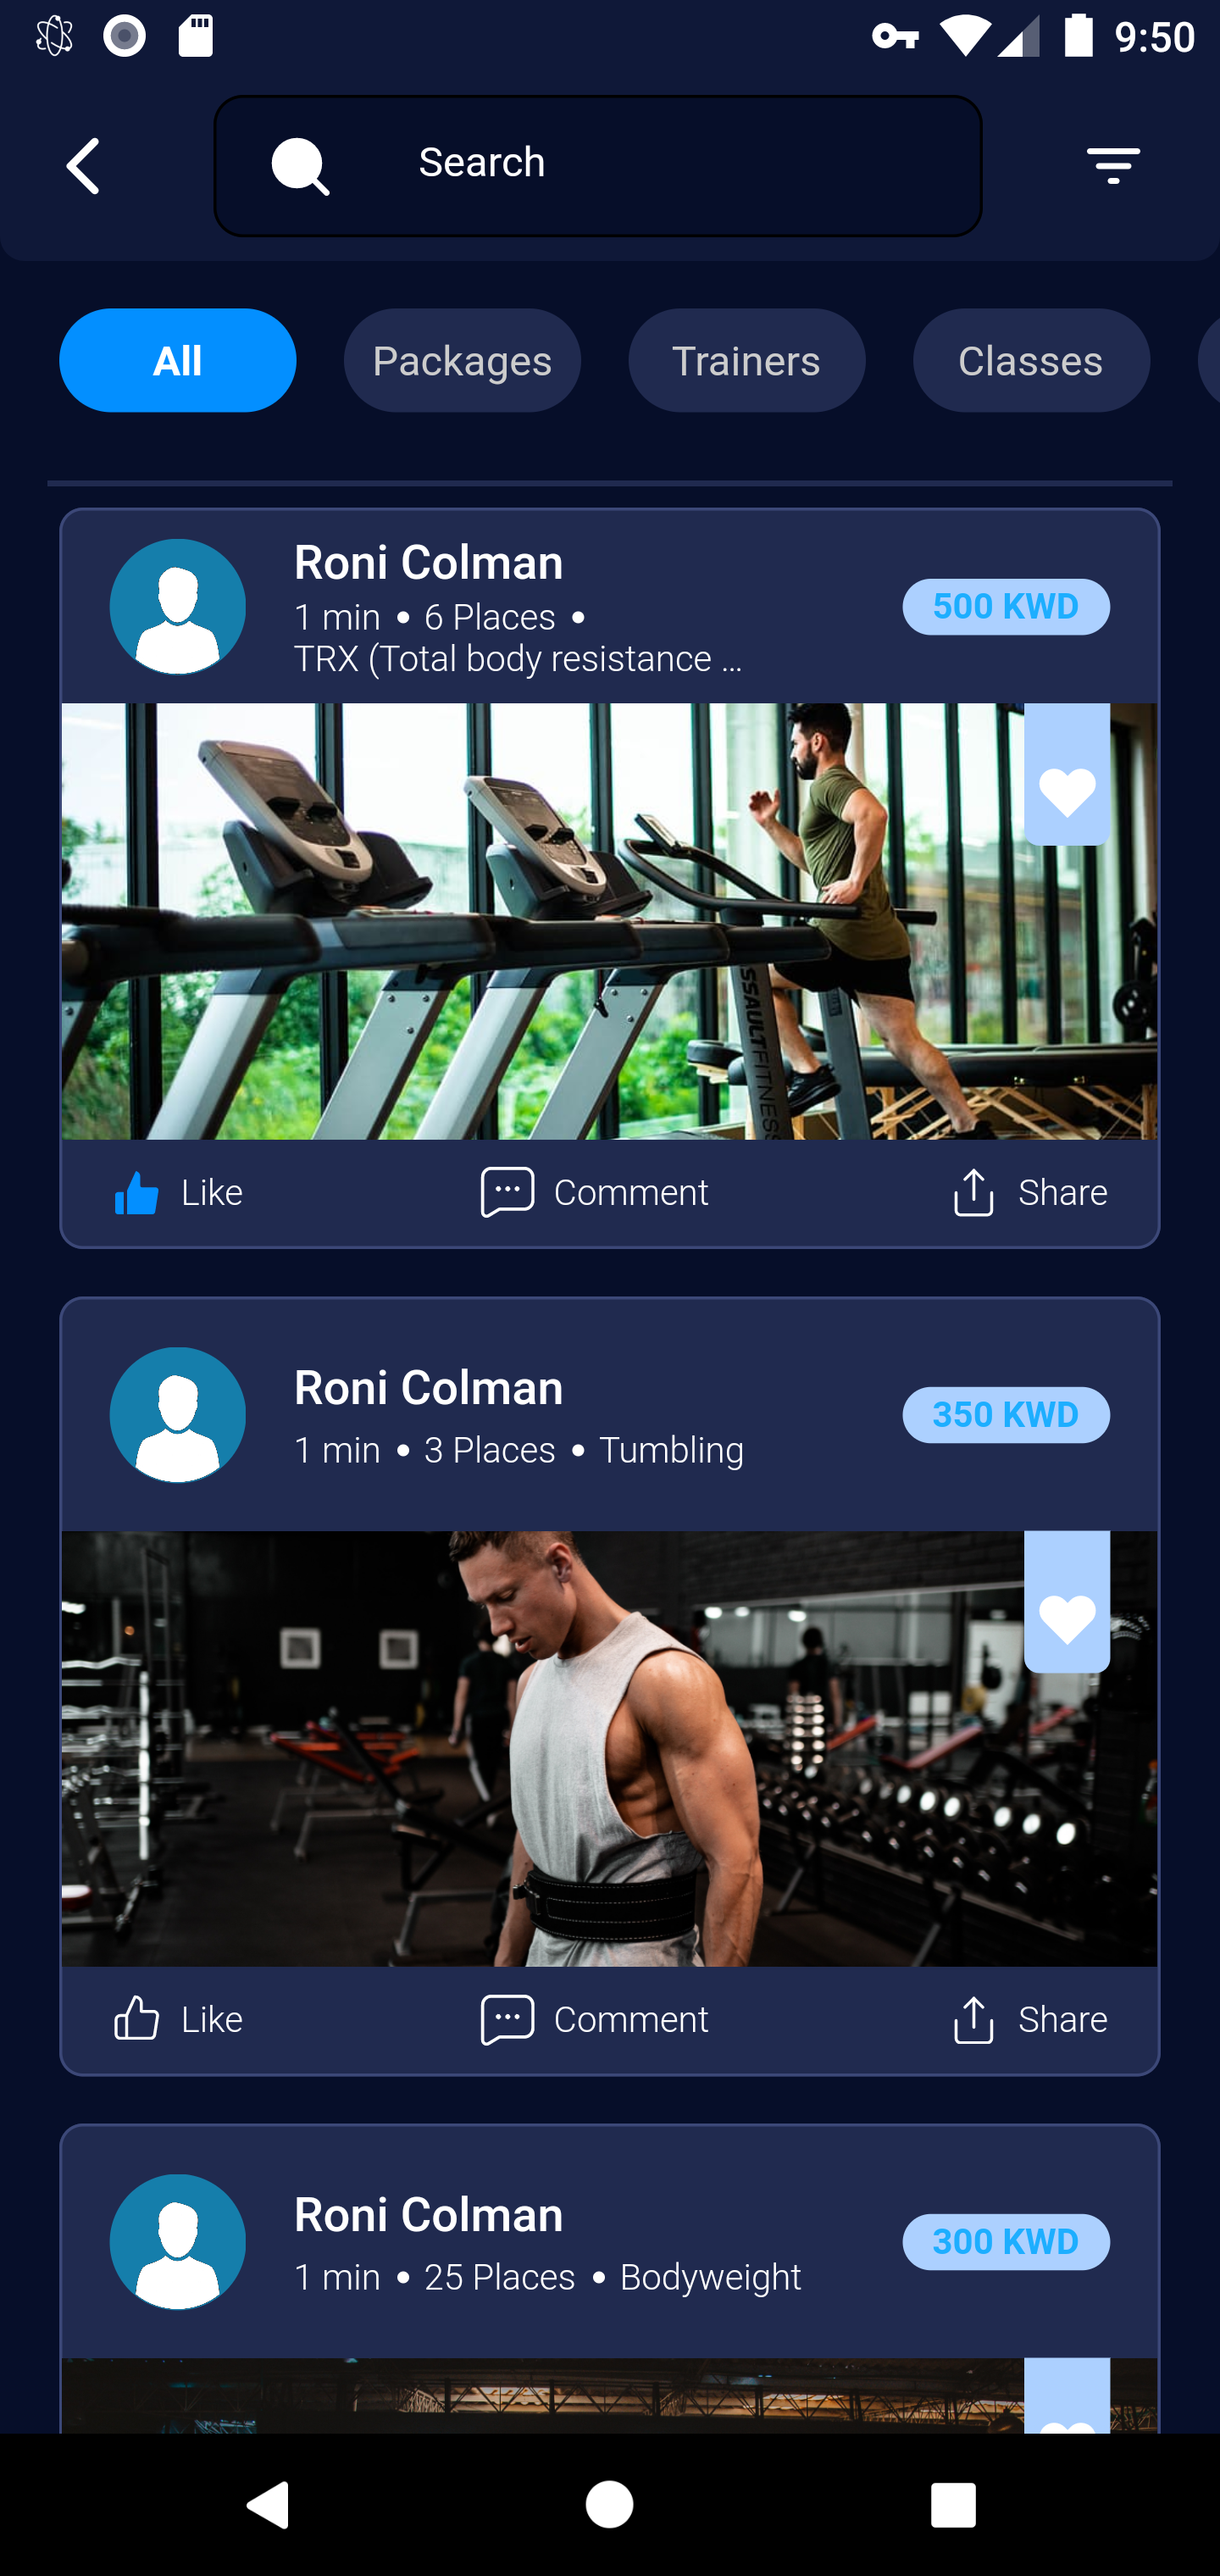 9:50
Search
All
Packages
Trainers
Classes
Roni Colman
1 min • 6 Places •
TRX (Total body resistance ...
500 KWD
SSAULTFITNESS
Like
Comment
Share
Roni Colman
1 min • 3 Places • Tumbling
350 KWD
Like
Comment
Share
Roni Colman
1 min • 25 Places • Bodyweight
300 KWD